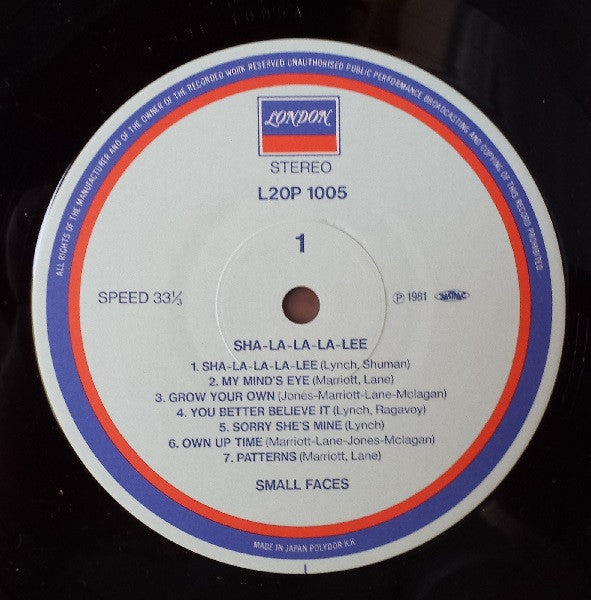 ALL RIGHTS OF THE MANUFACTURER AND OF THE OWNER OF THE RECORDED WORK RESERVED UNAUTHORISED PUBLIC PERFORMANCE BROADCASTING AND COPYING OF THIS RECORD PROHIBITED.
LONDON
STEREO
L20P 1005
1
SPEED 33⅓
℗ 1981
SHA-LA-LA-LA-LEE
1. SHA-LA-LA-LA-LEE (Lynch, Shuman)
2. MY MIND'S EYE (Marriott, Lane)
3. GROW YOUR OWN (Jones-Marriott-Lane-Mclagan)
4. YOU BETTER BELIEVE IT (Lynch, Ragavoy)
5. SORRY SHE'S MINE (Lynch)
6. OWN UP TIME (Marriott-Lane-Jones-Mclagan)
7. PATTERNS (Marriott, Lane)
SMALL FACES
MADE IN JAPAN POLYDOR K.K.